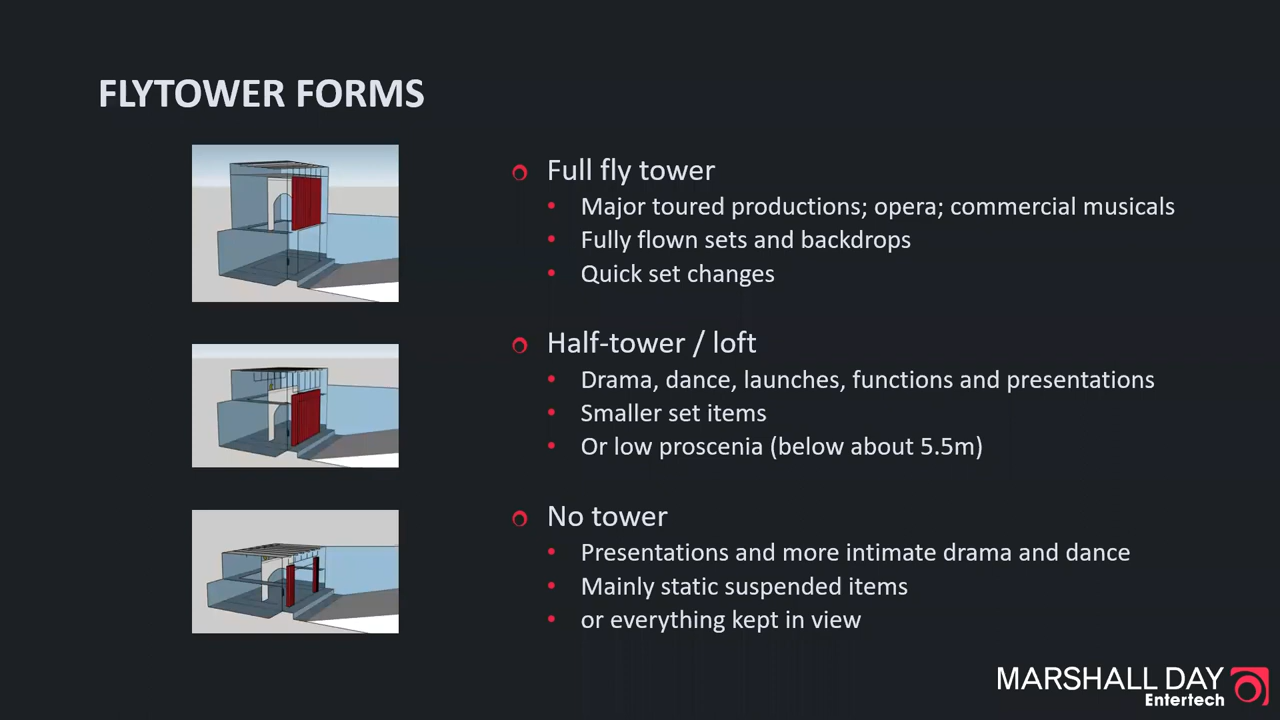 FLYTOWER FORMS
Full fly tower
Major toured productions; opera; commercial musicals
Fully flown sets and backdrops
Quick set changes
Half-tower / loft
Drama, dance, launches, functions and presentations
Smaller set items
Or low proscenia (below about 5.5m)
No tower
Presentations and more intimate drama and dance
Mainly static suspended items
or everything kept in view
MARSHALL DAY
Entertech